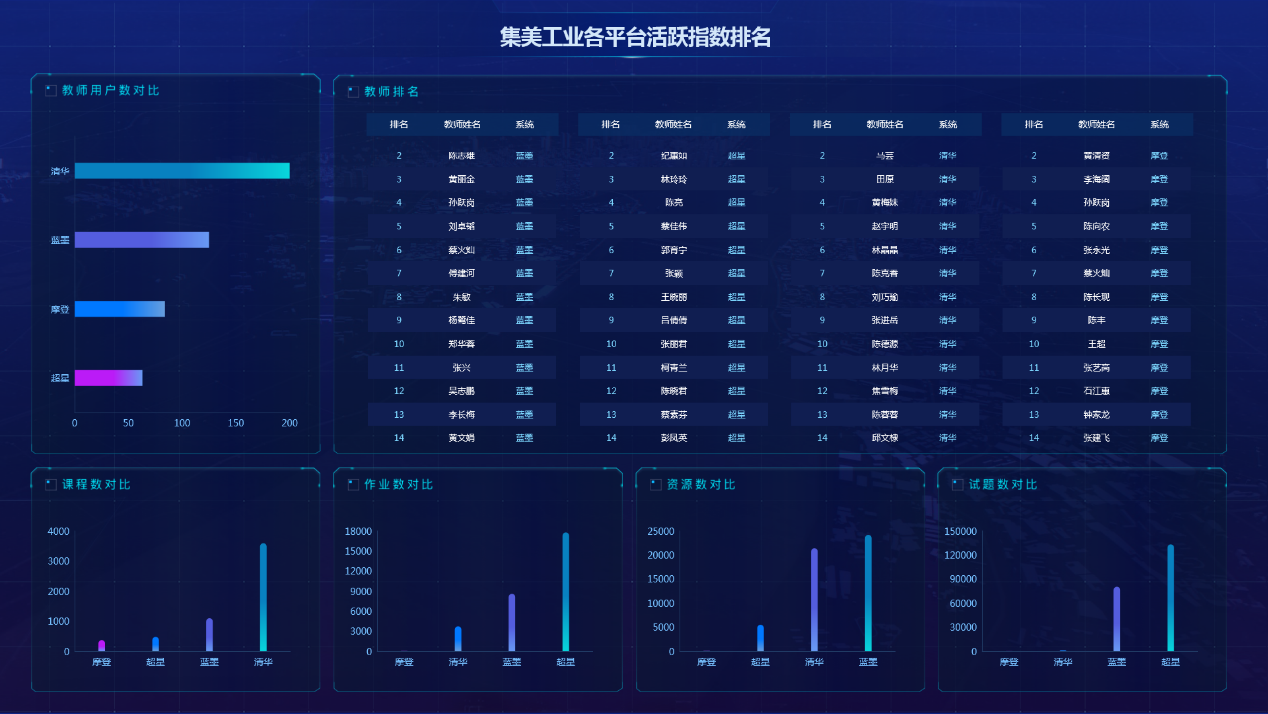 集美工业各平台活跃指数排名
教师用户数对比
清华
蓝墨
摩登
超星
0 50 100 150 200
教师排名
排名 教师姓名 系统 排名 教师姓名 系统 排名 教师姓名 系统 排名 教师姓名 系统
2 陈志雄 蓝墨 2 纪惠如 超星 2 马芸 清华 2 黄清资 摩登
3 黄丽金 蓝墨 3 林玲玲 超星 3 田原 清华 3 李海阔 摩登
4 孙跃岗 蓝墨 4 陈亮 超星 4 黄梅妹 清华 4 孙跃岗 摩登
5 刘卓韬 蓝墨 5 蔡佳伟 超星 5 赵宇明 清华 5 陈向农 摩登
6 蔡火灿 蓝墨 6 郭育宁 超星 6 林晶晶 清华 6 张永光 摩登
7 傅建河 蓝墨 7 张颖 超星 7 陈克香 清华 7 蔡火灿 摩登
8 朱敏 蓝墨 8 王晓丽 超星 8 刘巧瑜 清华 8 陈长现 摩登
9 杨菊佳 蓝墨 9 吕倩倩 超星 9 张进岳 清华 9 陈丰 摩登
10 郑华蓉 蓝墨 10 张丽君 超星 10 陈德源 清华 10 王超 摩登
11 张兴 蓝墨 11 柯青兰 超星 11 林月华 清华 11 张艺高 摩登
12 吴志鹏 蓝墨 12 陈晓君 超星 12 焦雪梅 清华 12 石江惠 摩登
13 李长梅 蓝墨 13 蔡素芬 超星 13 陈蓉蓉 清华 13 钟家龙 摩登
14 黄文娟 蓝墨 14 彭凤英 超星 14 邱文棣 清华 14 张建飞 摩登
课程数对比
4000
3000
2000
1000
0
摩登 超星 蓝墨 清华
作业数对比
18000
15000
12000
9000
6000
3000
0
摩登 清华 蓝墨 超星
资源数对比
25000
20000
15000
10000
5000
0
摩登 超星 清华 蓝墨
试题数对比
150000
120000
90000
60000
30000
0
摩登 清华 蓝墨 超星